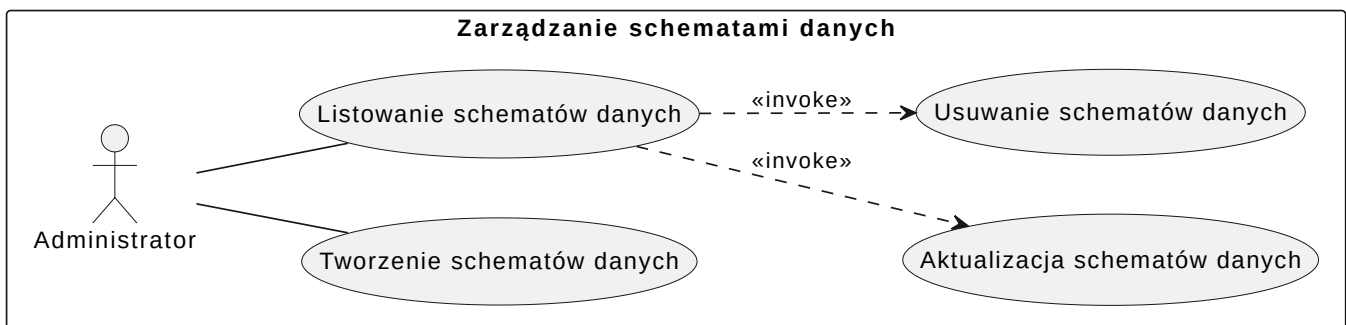 Zarządzanie schematami danych
Listowanie schematów danych
«invoke»
Usuwanie schematów danych
«invoke»
Administrator
Tworzenie schematów danych
Aktualizacja schematów danych